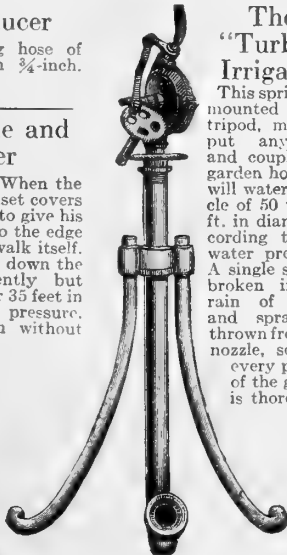 ucer
g hose of
¾-inch.
e and
er
When the
set covers
to give his
o the edge
walk itself.
down the
ently but
r 35 feet in
pressure.
n without
The
"Turb
Irriga
This spri
mounted
tripod, m
put any
and coup
garden ho
will water
cle of 50
ft. in diar
cording t
water pre
A single s
broken i
rain of
and spra
thrown fro
nozzle, se
every p
of the g
is thoro